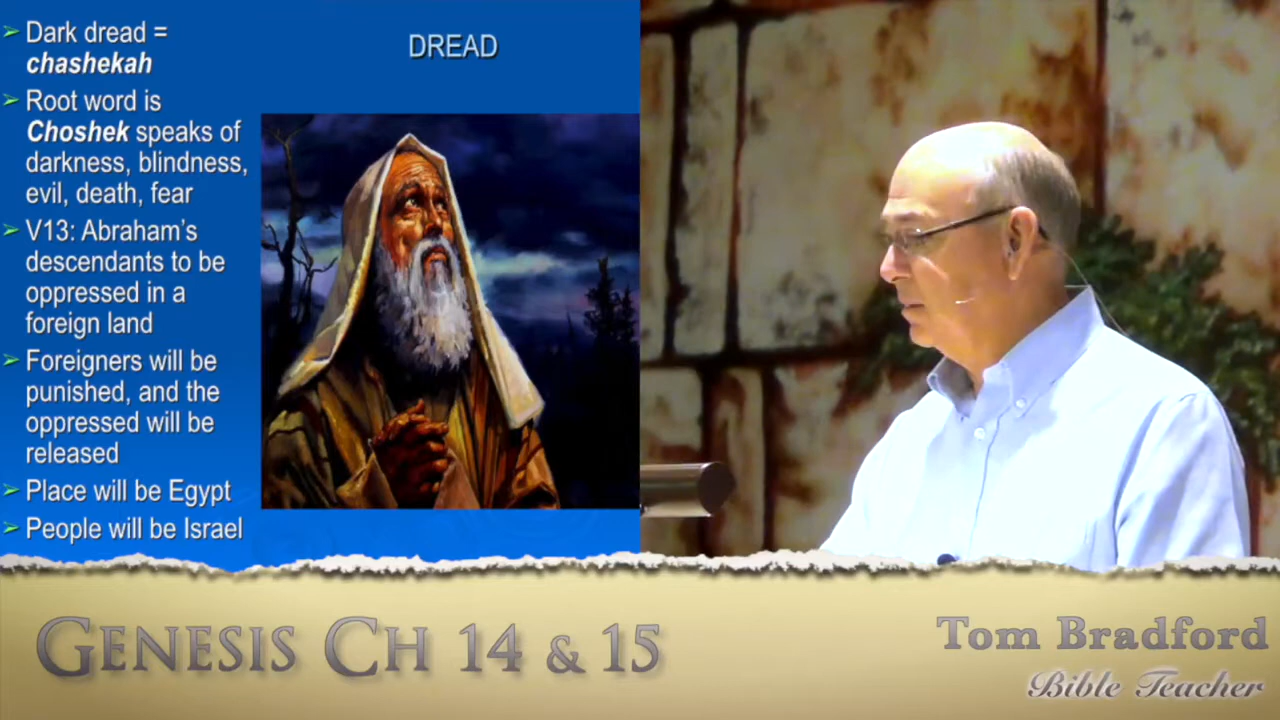 DREAD
➢ Dark dread =
chashekah
➢ Root word is
Choshek speaks of
darkness, blindness,
evil, death, fear
➢ V13: Abraham’s
descendants to be
oppressed in a
foreign land
➢ Foreigners will be
punished, and the
oppressed will be
released
➢ Place will be Egypt
➢ People will be Israel
Genesis Ch 14 & 15
Tom Bradford
Bible Teacher